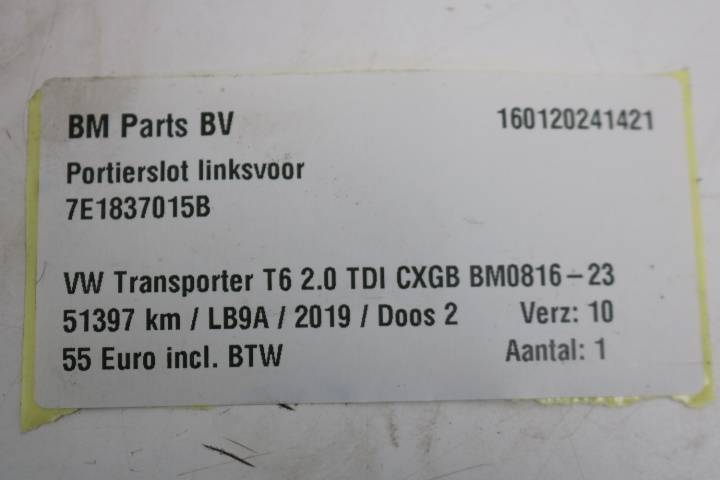 BM Parts BV 160120241421
Portierslot linksvoor
7E1837015B
VW Transporter T6 2.0 TDI CXGB BM0816-23
51397 km / LB9A / 2019 / Doos 2 Verz: 10
55 Euro incl. BTW Aantal: 1